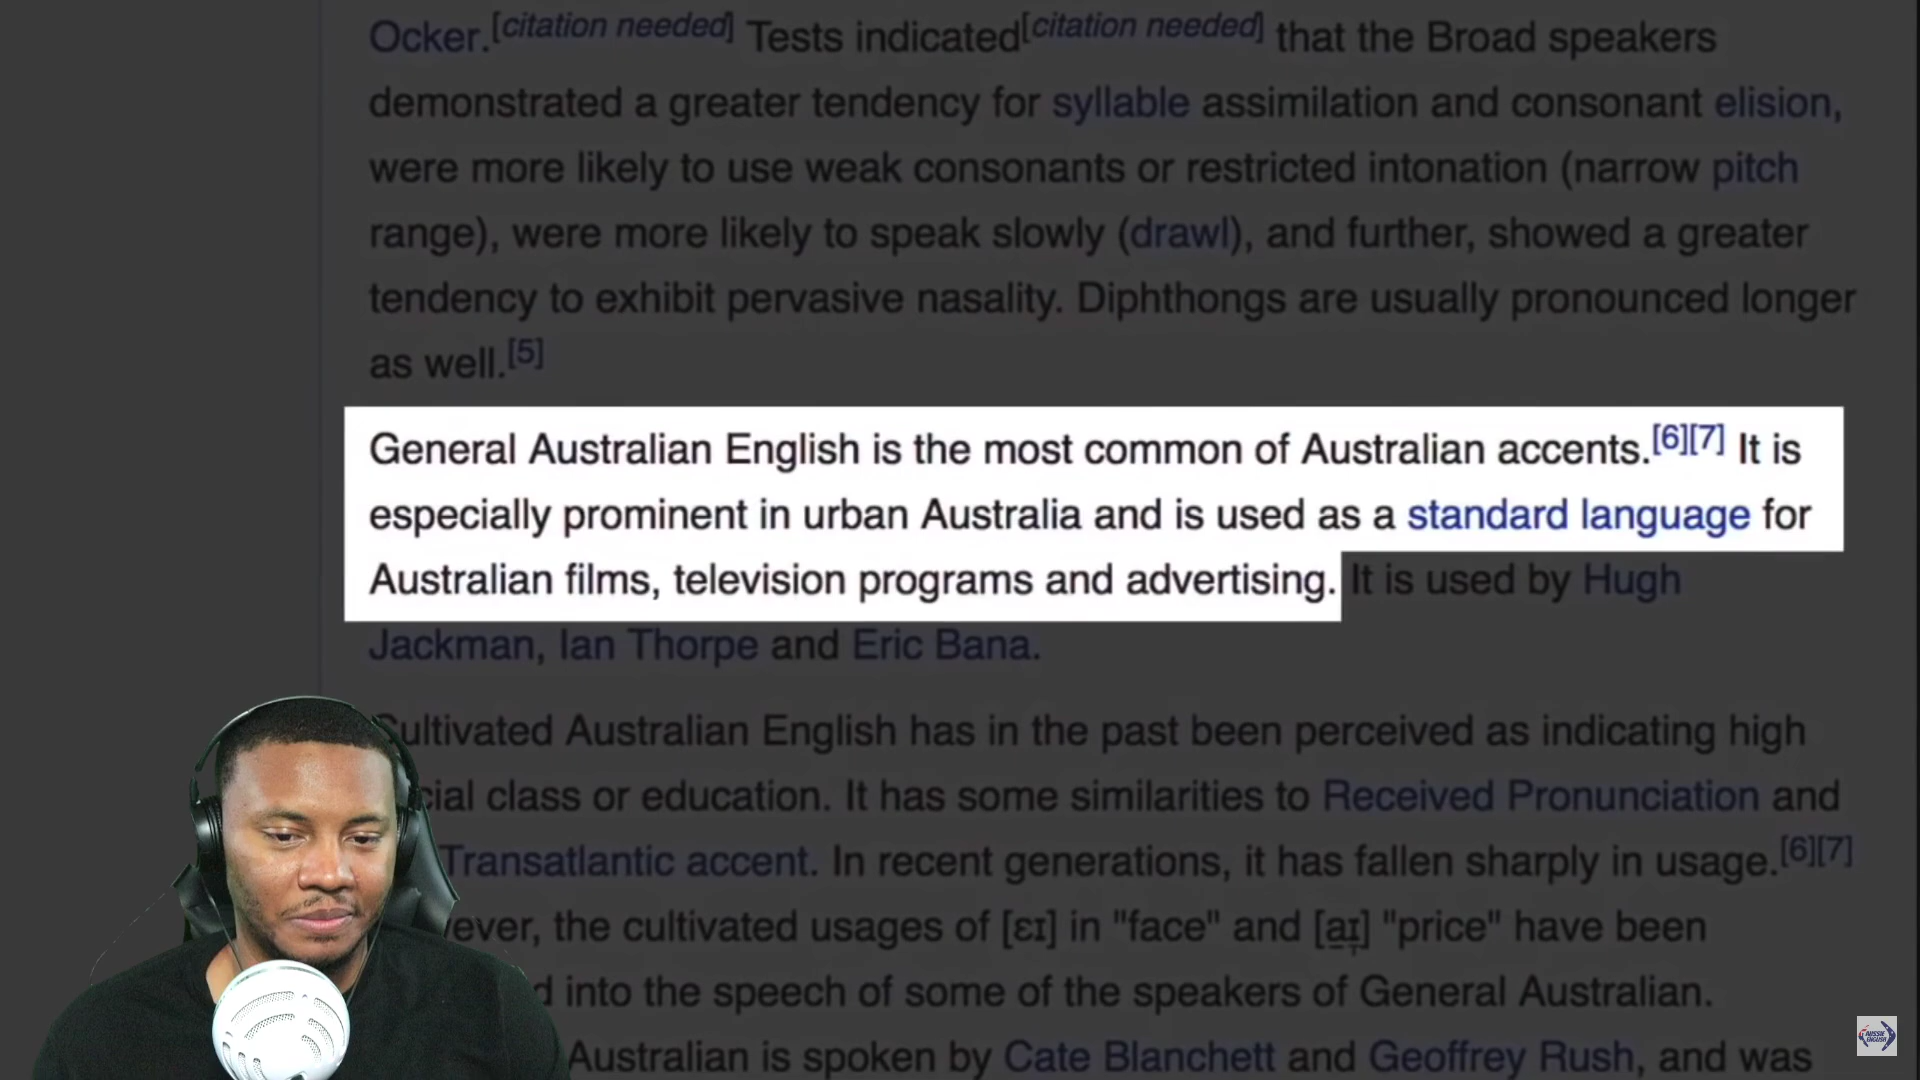 Ocker.[citation needed] Tests indicated[citation needed] that the Broad speakers
demonstrated a greater tendency for syllable assimilation and consonant elision,
were more likely to use weak consonants or restricted intonation (narrow pitch
range), were more likely to speak slowly (drawl), and further, showed a greater
tendency to exhibit pervasive nasality. Diphthongs are usually pronounced longer
as well.[5]
General Australian English is the most common of Australian accents.[6][7] It is
especially prominent in urban Australia and is used as a standard language for
Australian films, television programs and advertising. It is used by Hugh
Jackman, Ian Thorpe and Eric Bana.
Cultivated Australian English has in the past been perceived as indicating high
cial class or education. It has some similarities to Received Pronunciation and
Transatlantic accent. In recent generations, it has fallen sharply in usage.[6][7]
ever, the cultivated usages of [ɛɪ] in "face" and [a̠ɪ̞] "price" have been
d into the speech of some of the speakers of General Australian.
Australian is spoken by Cate Blanchett and Geoffrey Rush, and was
AUSSIE
ENGLISH